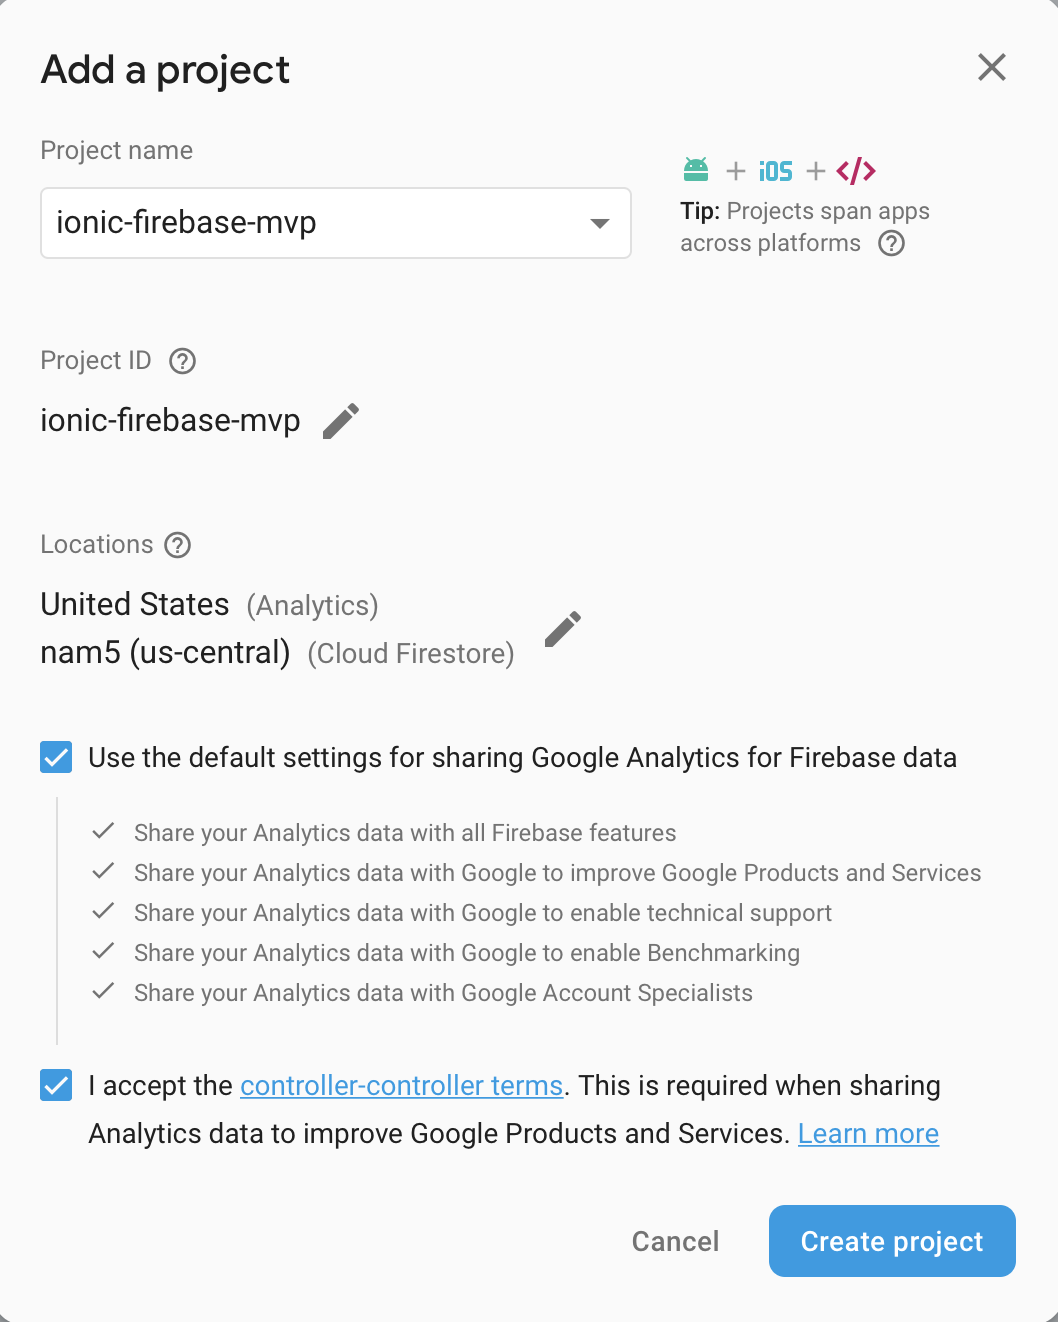 Add a project
Project name
ionic-firebase-mvp
+ iOS + </>
Tip: Projects span apps
across platforms ?
Project ID ?
ionic-firebase-mvp
Locations ?
United States (Analytics)
nam5 (us-central) (Cloud Firestore)
Use the default settings for sharing Google Analytics for Firebase data
Share your Analytics data with all Firebase features
Share your Analytics data with Google to improve Google Products and Services
Share your Analytics data with Google to enable technical support
Share your Analytics data with Google to enable Benchmarking
Share your Analytics data with Google Account Specialists
I accept the controller-controller terms. This is required when sharing
Analytics data to improve Google Products and Services. Learn more
Cancel
Create project